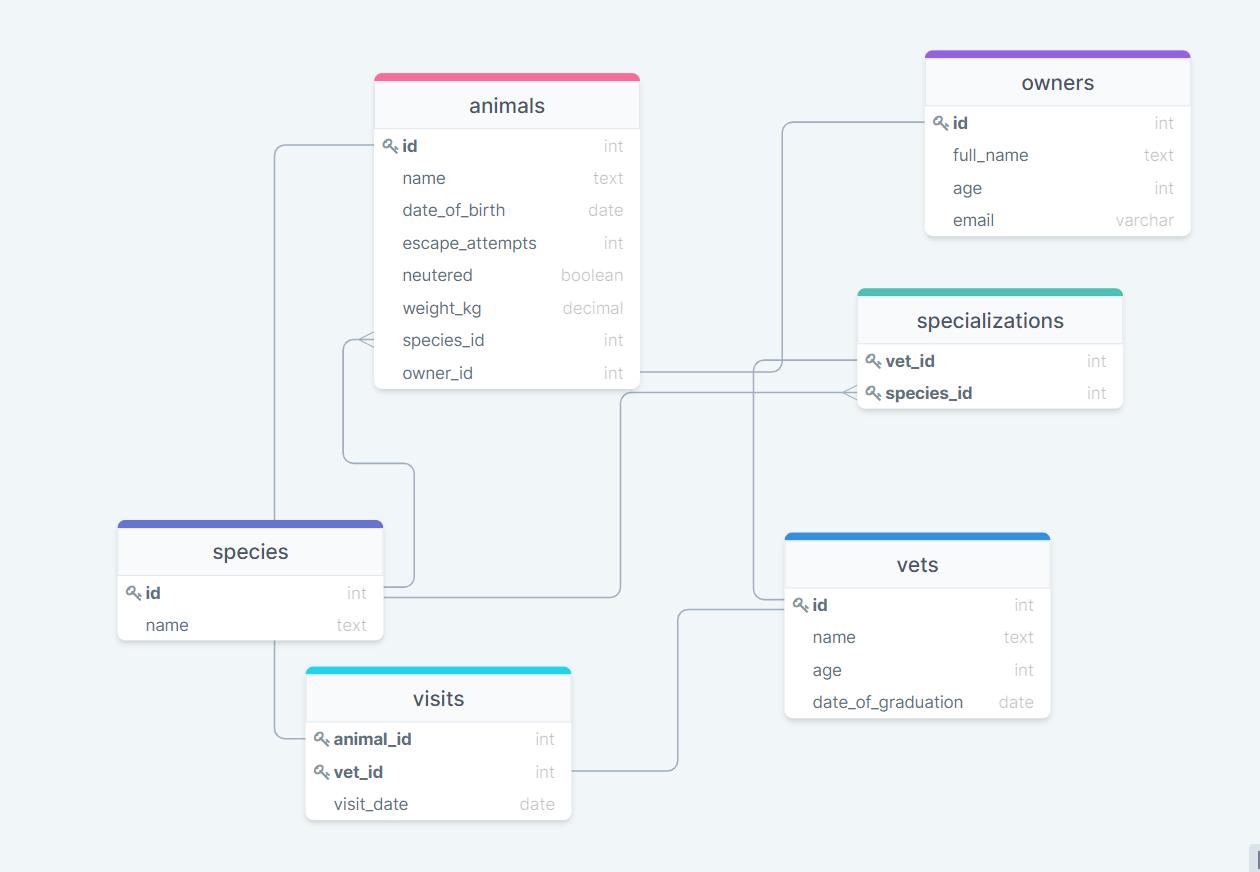 animals
id int
name text
date_of_birth date
escape_attempts int
neutered boolean
weight_kg decimal
species_id int
owner_id int
owners
id int
full_name text
age int
email varchar
specializations
vet_id int
species_id int
species
id int
name text
vets
id int
name text
age int
date_of_graduation date
visits
animal_id int
vet_id int
visit_date date